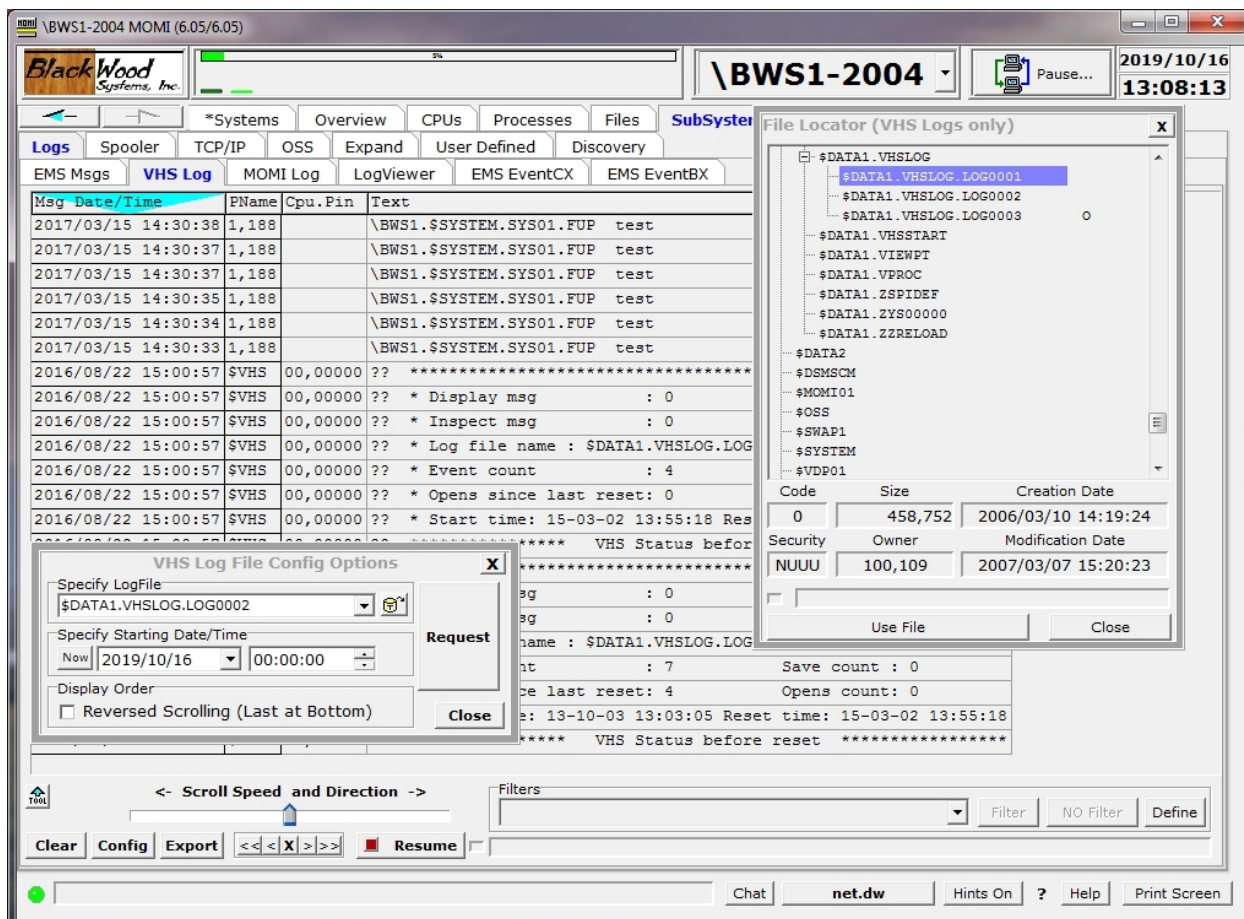 \BWS1-2004 MOMI (6.05/6.05)
BlackWood
Systems, Inc.
5%
\BWS1-2004
Pause...
2019/10/16
13:08:13
*Systems Overview CPUs Processes Files SubSyster
Logs Spooler TCP/IP OSS Expand User Defined Discovery
EMS Msgs VHS Log MOMI Log LogViewer EMS EventCX EMS EventBX
Msg Date/Time PName Cpu.Pin Text
2017/03/15 14:30:38 1,188 \BWS1.$SYSTEM.SYS01.FUP test
2017/03/15 14:30:37 1,188 \BWS1.$SYSTEM.SYS01.FUP test
2017/03/15 14:30:37 1,188 \BWS1.$SYSTEM.SYS01.FUP test
2017/03/15 14:30:35 1,188 \BWS1.$SYSTEM.SYS01.FUP test
2017/03/15 14:30:34 1,188 \BWS1.$SYSTEM.SYS01.FUP test
2017/03/15 14:30:33 1,188 \BWS1.$SYSTEM.SYS01.FUP test
2016/08/22 15:00:57 $VHS 00,00000 ?? ***********************************
2016/08/22 15:00:57 $VHS 00,00000 ?? * Display msg : 0
2016/08/22 15:00:57 $VHS 00,00000 ?? * Inspect msg : 0
2016/08/22 15:00:57 $VHS 00,00000 ?? * Log file name : $DATA1.VHSLOG.LOG
2016/08/22 15:00:57 $VHS 00,00000 ?? * Event count : 4
2016/08/22 15:00:57 $VHS 00,00000 ?? * Opens since last reset: 0
2016/08/22 15:00:57 $VHS 00,00000 ?? * Start time: 15-03-02 13:55:18 Res
***** VHS Status befor
sg : 0
sg : 0
name : $DATA1.VHSLOG.LOG
nt : 7 Save count : 0
ce last reset: 4 Opens count: 0
e: 13-10-03 13:03:05 Reset time: 15-03-02 13:55:18
***** VHS Status before reset *****************
File Locator (VHS Logs only) X
$DATA1.VHSLOG
$DATA1.VHSLOG.LOG0001
$DATA1.VHSLOG.LOG0002
$DATA1.VHSLOG.LOG0003 O
$DATA1.VHSSTART
$DATA1.VIEWPT
$DATA1.VPROC
$DATA1.ZSPIDEF
$DATA1.ZYS00000
$DATA1.ZZRELOAD
$DATA2
$DSMSCM
$MOMI01
$OSS
$SWAP1
$SYSTEM
$VDP01
Code Size Creation Date
0 458,752 2006/03/10 14:19:24
Security Owner Modification Date
NUUU 100,109 2007/03/07 15:20:23
Use File Close
VHS Log File Config Options X
Specify LogFile
$DATA1.VHSLOG.LOG0002
Specify Starting Date/Time
Now 2019/10/16 00:00:00
Request
Display Order
Reversed Scrolling (Last at Bottom)
Close
TOOL
<- Scroll Speed and Direction ->
Filters
Filter NO Filter Define
Clear Config Export << < X > >> Resume
Chat net.dw Hints On ? Help Print Screen